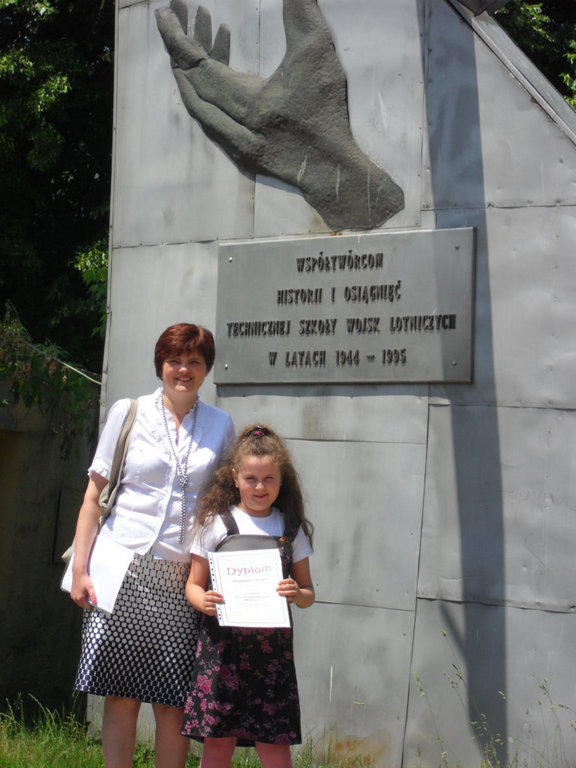 WSPÓŁTWÓRCOM
HISTORII I OSIĄGNIĘĆ
TECHNICZNEJ SZKOŁY WOJSK LOTNICZYCH
W LATACH 1944 - 1995
Dyplom